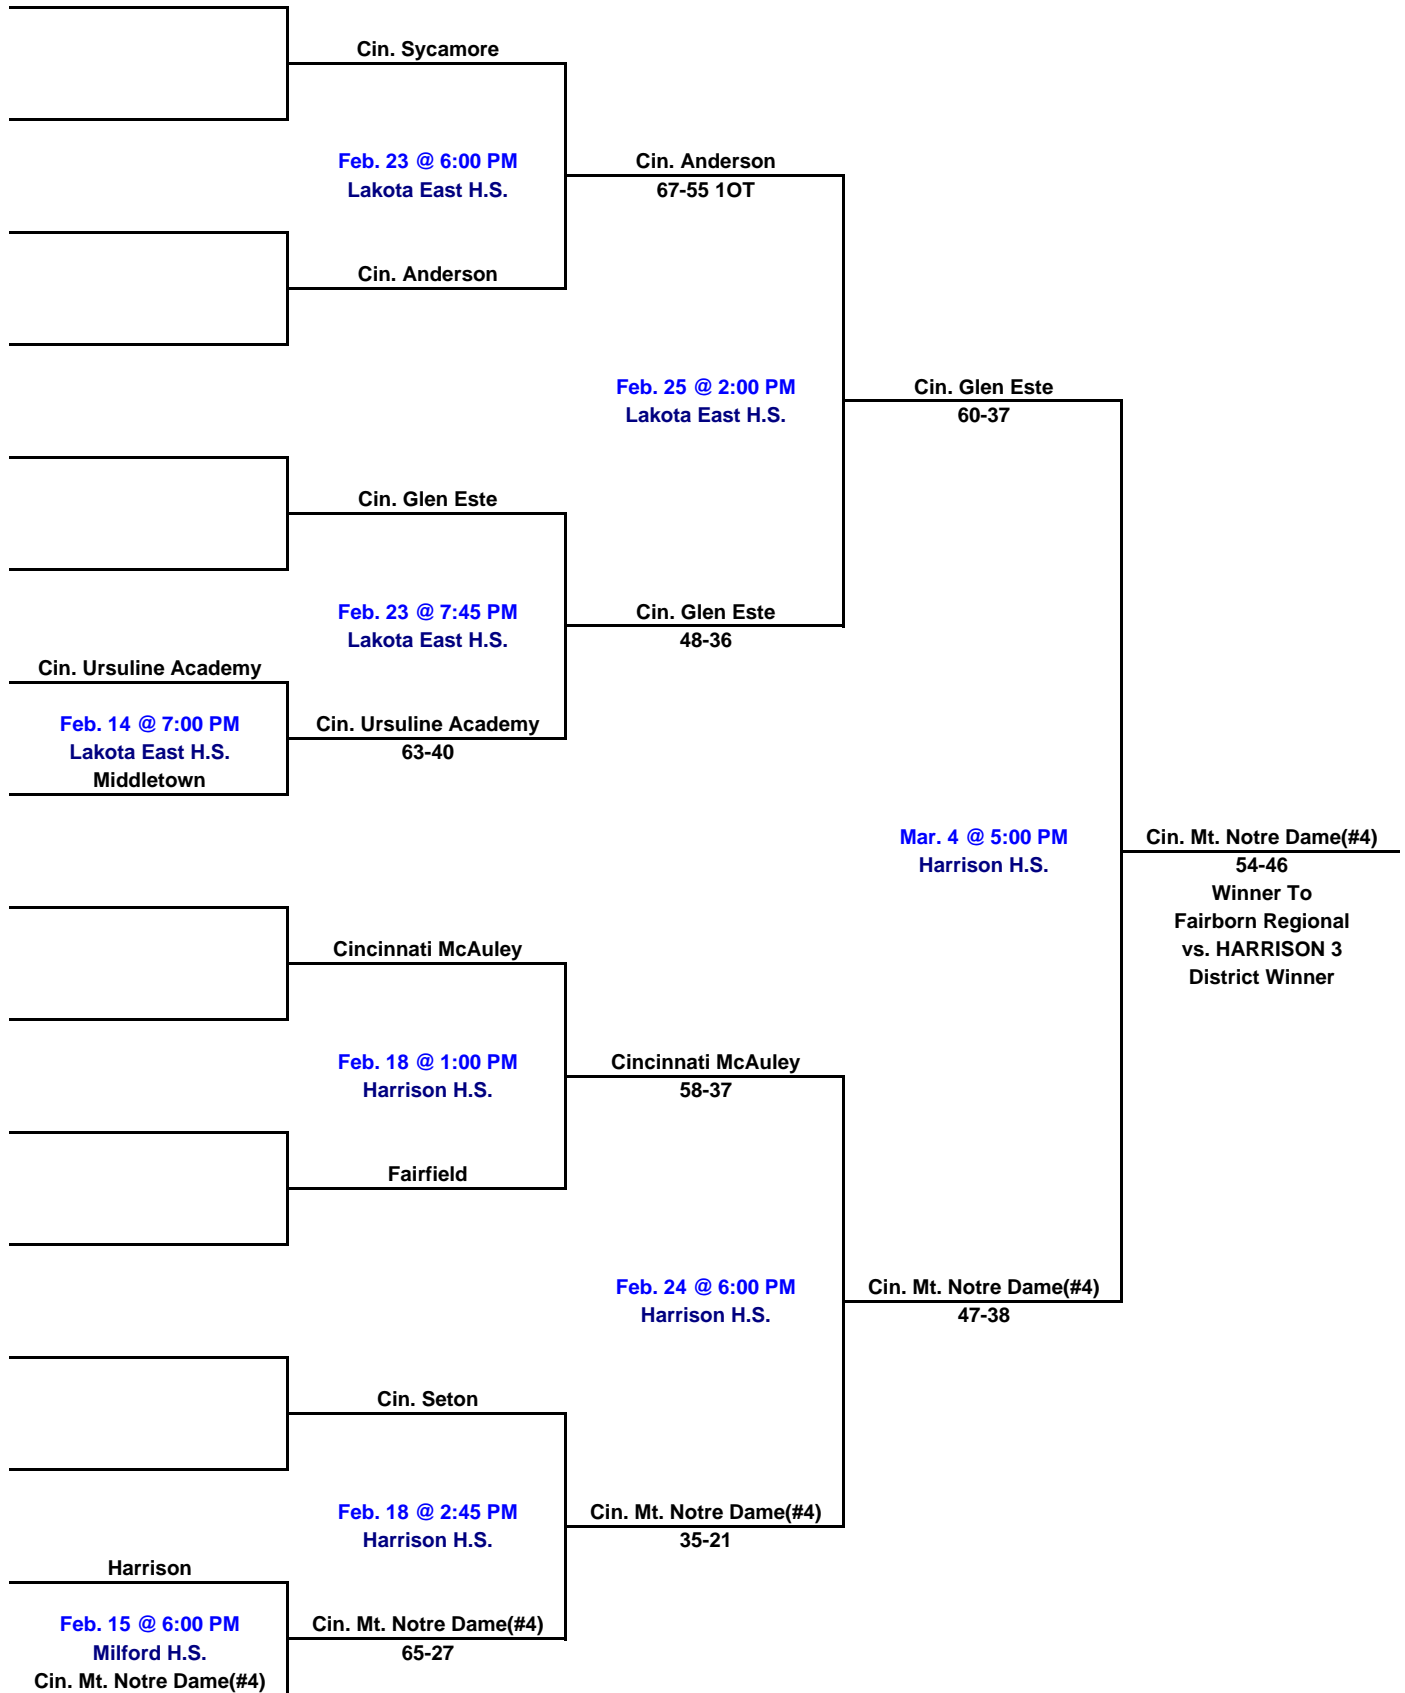 Cin. Sycamore
Feb. 23 @ 6:00 PM
Lakota East H.S.
Cin. Anderson
67-55 1OT
Cin. Anderson
Feb. 25 @ 2:00 PM
Lakota East H.S.
Cin. Glen Este
60-37
Cin. Glen Este
Feb. 23 @ 7:45 PM
Lakota East H.S.
Cin. Glen Este
48-36
Cin. Ursuline Academy
Feb. 14 @ 7:00 PM
Lakota East H.S.
Middletown
Cin. Ursuline Academy
63-40
Mar. 4 @ 5:00 PM
Harrison H.S.
Cin. Mt. Notre Dame(#4)
54-46
Winner To
Fairborn Regional
vs. HARRISON 3
District Winner
Cincinnati McAuley
Feb. 18 @ 1:00 PM
Harrison H.S.
Cincinnati McAuley
58-37
Fairfield
Feb. 24 @ 6:00 PM
Harrison H.S.
Cin. Mt. Notre Dame(#4)
47-38
Cin. Seton
Feb. 18 @ 2:45 PM
Harrison H.S.
Cin. Mt. Notre Dame(#4)
35-21
Harrison
Feb. 15 @ 6:00 PM
Milford H.S.
Cin. Mt. Notre Dame(#4)
Cin. Mt. Notre Dame(#4)
65-27